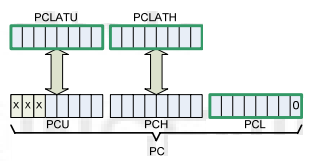 PCLATU PCLATH
X X X 0
PCU PCH PCL
PC